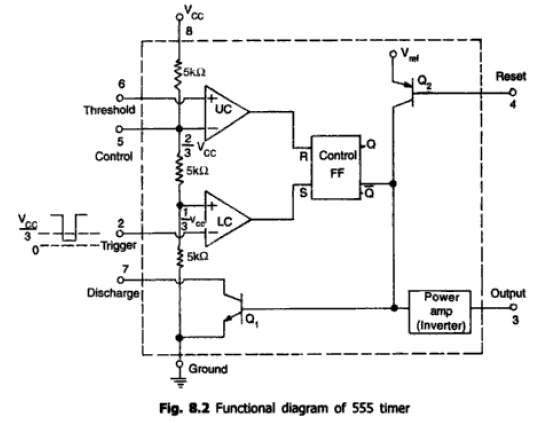 VCC
8
5kΩ
Vref
Q2
Reset
4
6
Threshold
+
UC
5
−
Control
2/3 VCC
R
Control
FF
Q
S
Q̅
5kΩ
+
LC
1/3 Vcc
VCC/3
0
2
Trigger
−
5kΩ
7
Discharge
Q1
Power
amp
(Inverter)
Output
3
Ground
Fig. 8.2 Functional diagram of 555 timer